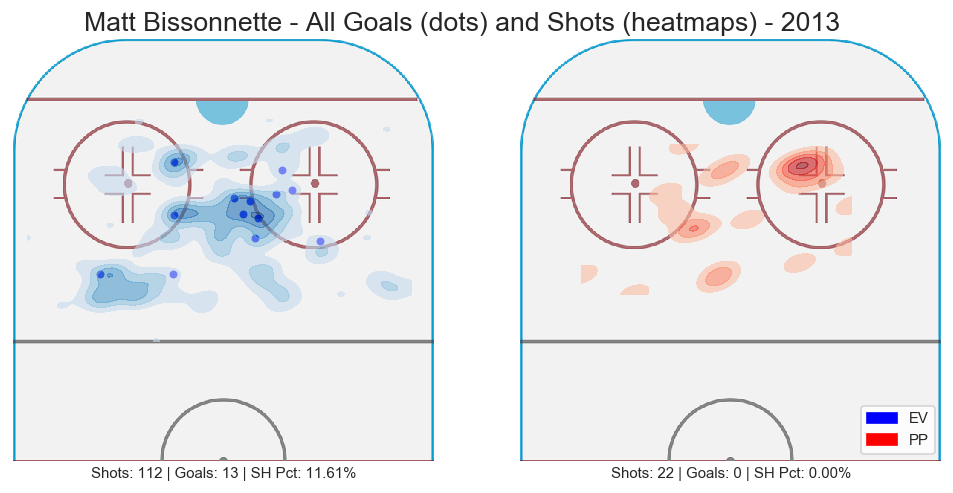 Matt Bissonnette - All Goals (dots) and Shots (heatmaps) - 2013
EV
PP
Shots: 112 | Goals: 13 | SH Pct: 11.61%
Shots: 22 | Goals: 0 | SH Pct: 0.00%